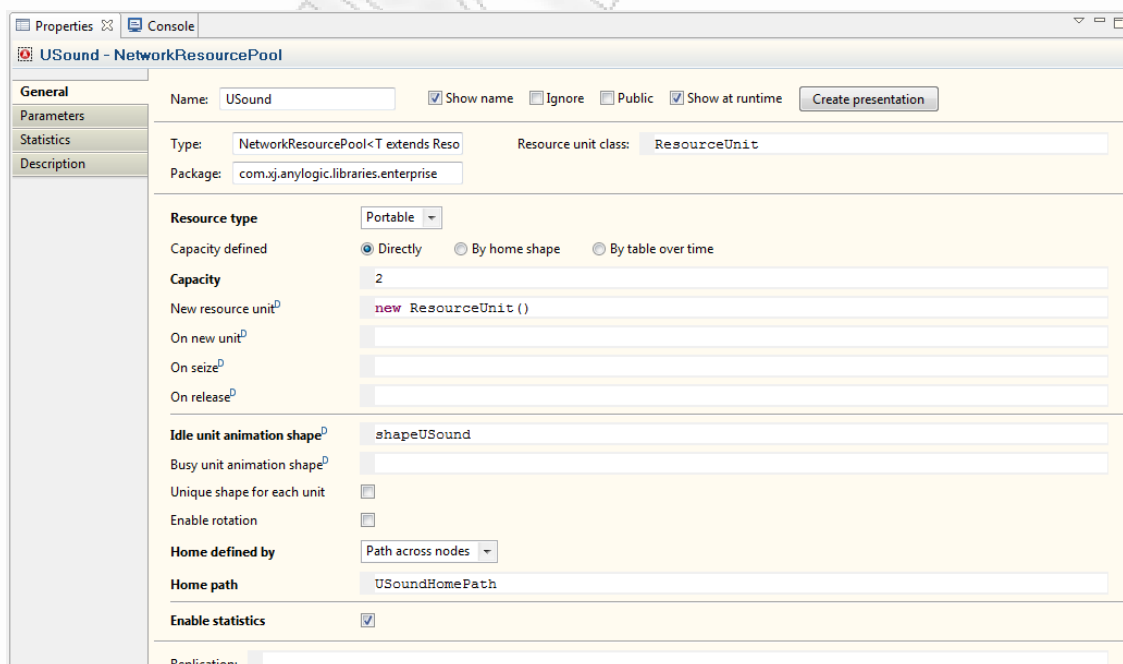 Properties Console
USound - NetworkResourcePool
General
Parameters
Statistics
Description
Name: USound Show name Ignore Public Show at runtime Create presentation
Type: NetworkResourcePool<T extends Reso Resource unit class: ResourceUnit
Package: com.xj.anylogic.libraries.enterprise
Resource type Portable
Capacity defined Directly By home shape By table over time
Capacity 2
New resource unitD new ResourceUnit()
On new unitD
On seizeD
On releaseD
Idle unit animation shapeD shapeUSound
Busy unit animation shapeD
Unique shape for each unit
Enable rotation
Home defined by Path across nodes
Home path USoundHomePath
Enable statistics
Replication: